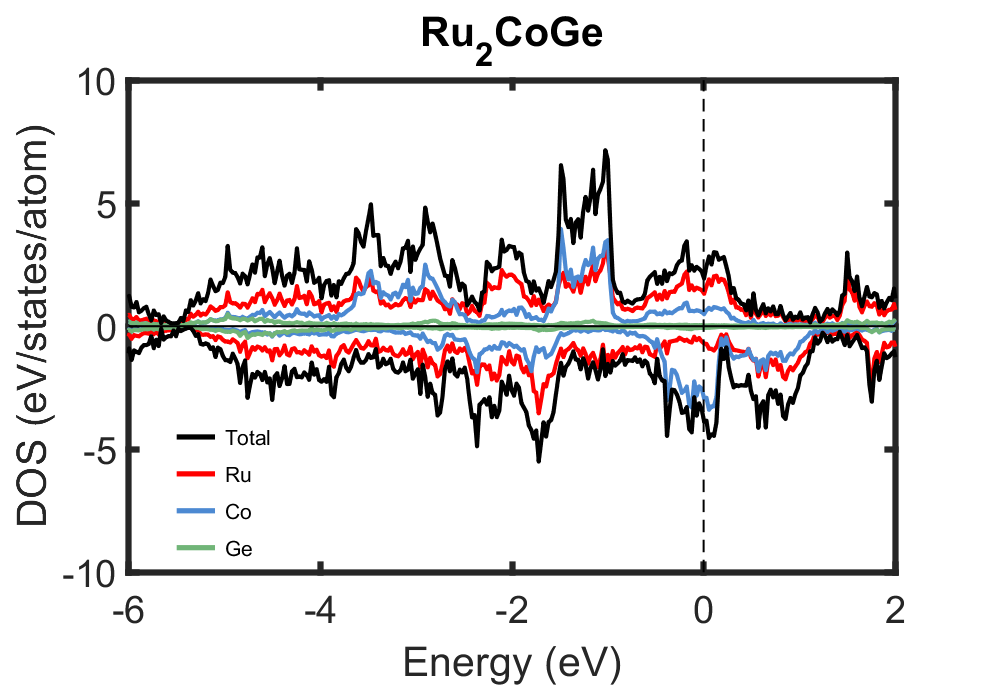 Ru2CoGe
DOS (eV/states/atom)
10
5
0
-5
-10
Total
Ru
Co
Ge
-6 -4 -2 0 2
Energy (eV)